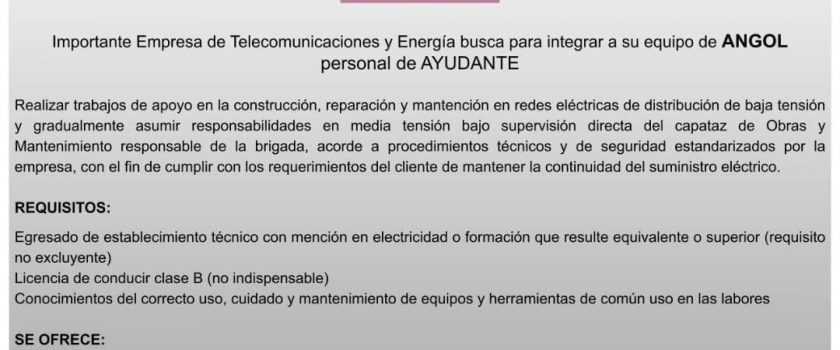 Importante Empresa de Telecomunicaciones y Energía busca para integrar a su equipo de ANGOL
personal de AYUDANTE
Realizar trabajos de apoyo en la construcción, reparación y mantención en redes eléctricas de distribución de baja tensión
y gradualmente asumir responsabilidades en media tensión bajo supervisión directa del capataz de Obras y
Mantenimiento responsable de la brigada, acorde a procedimientos técnicos y de seguridad estandarizados por la
empresa, con el fin de cumplir con los requerimientos del cliente de mantener la continuidad del suministro eléctrico.
REQUISITOS:
Egresado de establecimiento técnico con mención en electricidad o formación que resulte equivalente o superior (requisito
no excluyente)
Licencia de conducir clase B (no indispensable)
Conocimientos del correcto uso, cuidado y mantenimiento de equipos y herramientas de común uso en las labores
SE OFRECE: